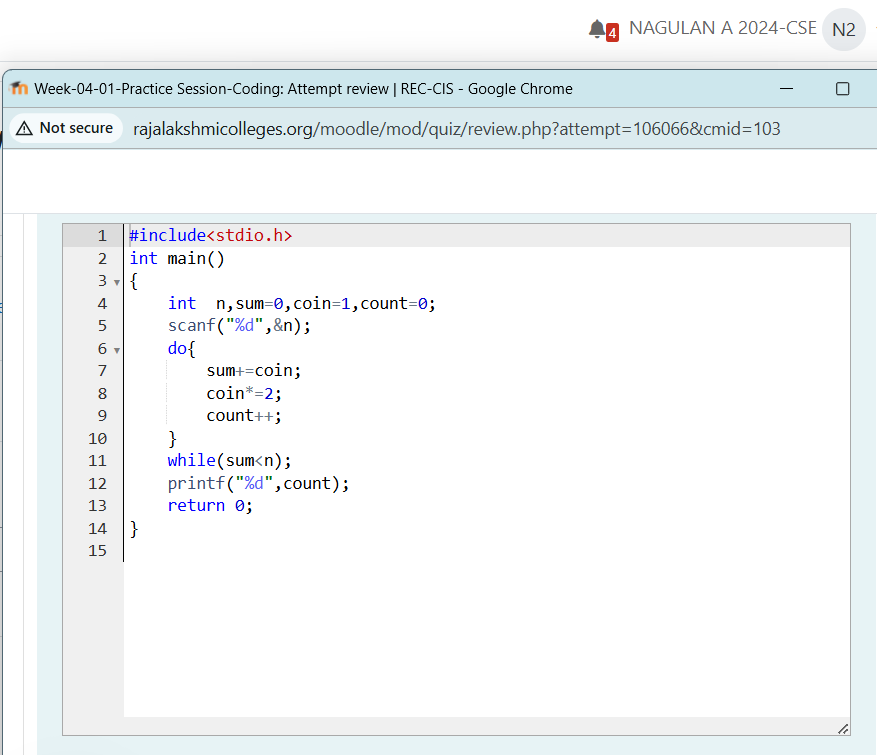 4 NAGULAN A 2024-CSE N2
Week-04-01-Practice Session-Coding: Attempt review | REC-CIS - Google Chrome
Not secure rajalakshmicolleges.org/moodle/mod/quiz/review.php?attempt=106066&cmid=103
1 #include<stdio.h>
2 int main()
3 {
4     int  n,sum=0,coin=1,count=0;
5     scanf("%d",&n);
6     do{
7         sum+=coin;
8         coin*=2;
9         count++;
10     }
11     while(sum<n);
12     printf("%d",count);
13     return 0;
14 }
15